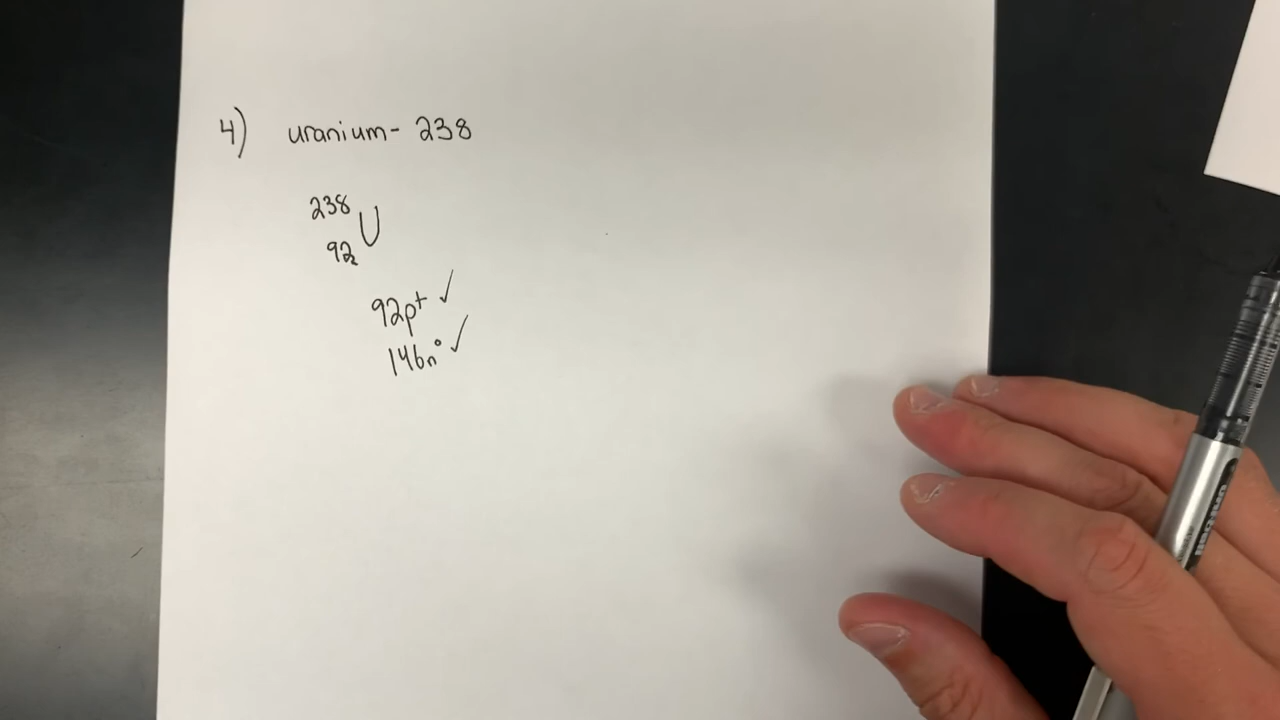 4) uranium- 238
238
U
92
92p+ ✓
146n° ✓